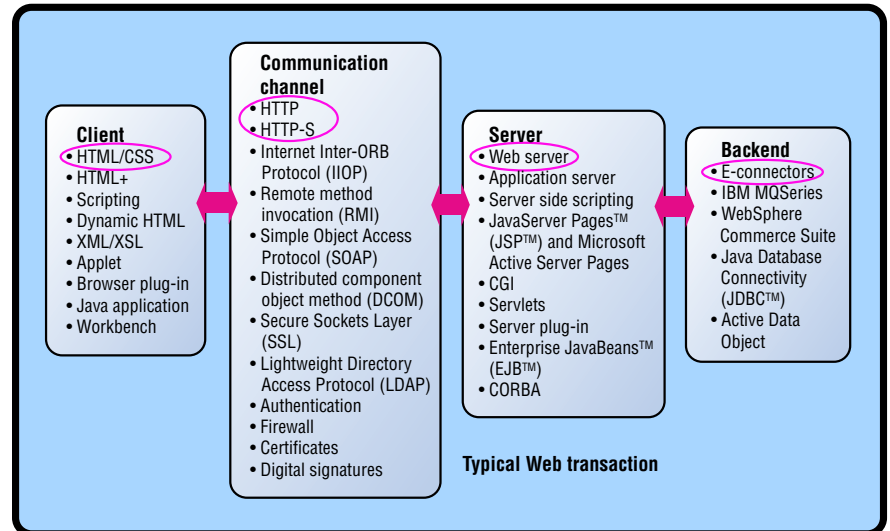 Client
• HTML/CSS
• HTML+
• Scripting
• Dynamic HTML
• XML/XSL
• Applet
• Browser plug-in
• Java application
• Workbench
Communication
channel
• HTTP
• HTTP-S
• Internet Inter-ORB
Protocol (IIOP)
• Remote method
invocation (RMI)
• Simple Object Access
Protocol (SOAP)
• Distributed component
object method (DCOM)
• Secure Sockets Layer
(SSL)
• Lightweight Directory
Access Protocol (LDAP)
• Authentication
• Firewall
• Certificates
• Digital signatures
Server
• Web server
• Application server
• Server side scripting
• JavaServer Pages™
(JSP™) and Microsoft
Active Server Pages
• CGI
• Servlets
• Server plug-in
• Enterprise JavaBeans™
(EJB™)
• CORBA
Backend
• E-connectors
• IBM MQSeries
• WebSphere
Commerce Suite
• Java Database
Connectivity
(JDBC™)
• Active Data
Object
Typical Web transaction